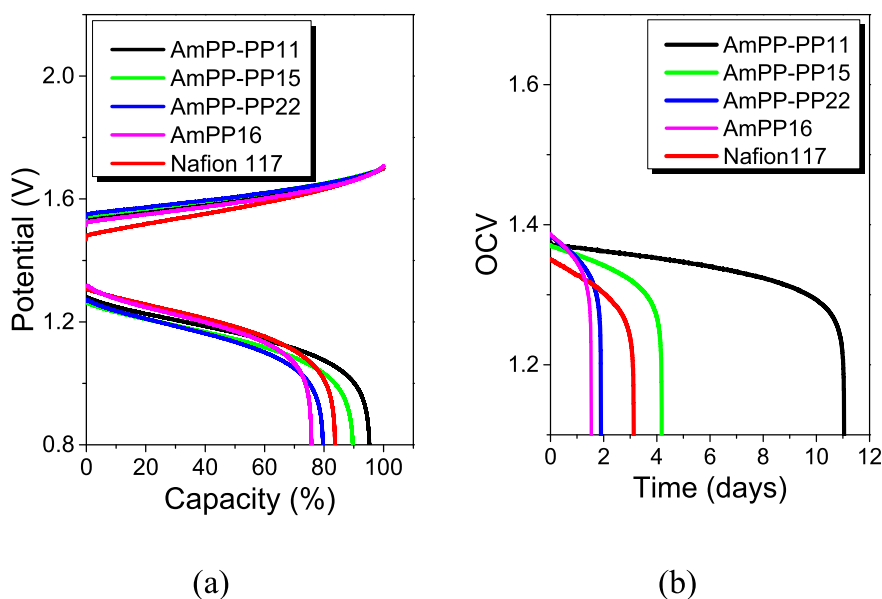 AmPP-PP11
AmPP-PP15
AmPP-PP22
AmPP16
Nafion 117
Potential (V)
2.0
1.6
1.2
0.8
0 20 40 60 80 100
Capacity (%)
(a)
AmPP-PP11
AmPP-PP15
AmPP-PP22
AmPP16
Nafion117
OCV
1.6
1.4
1.2
0 2 4 6 8 10 12
Time (days)
(b)